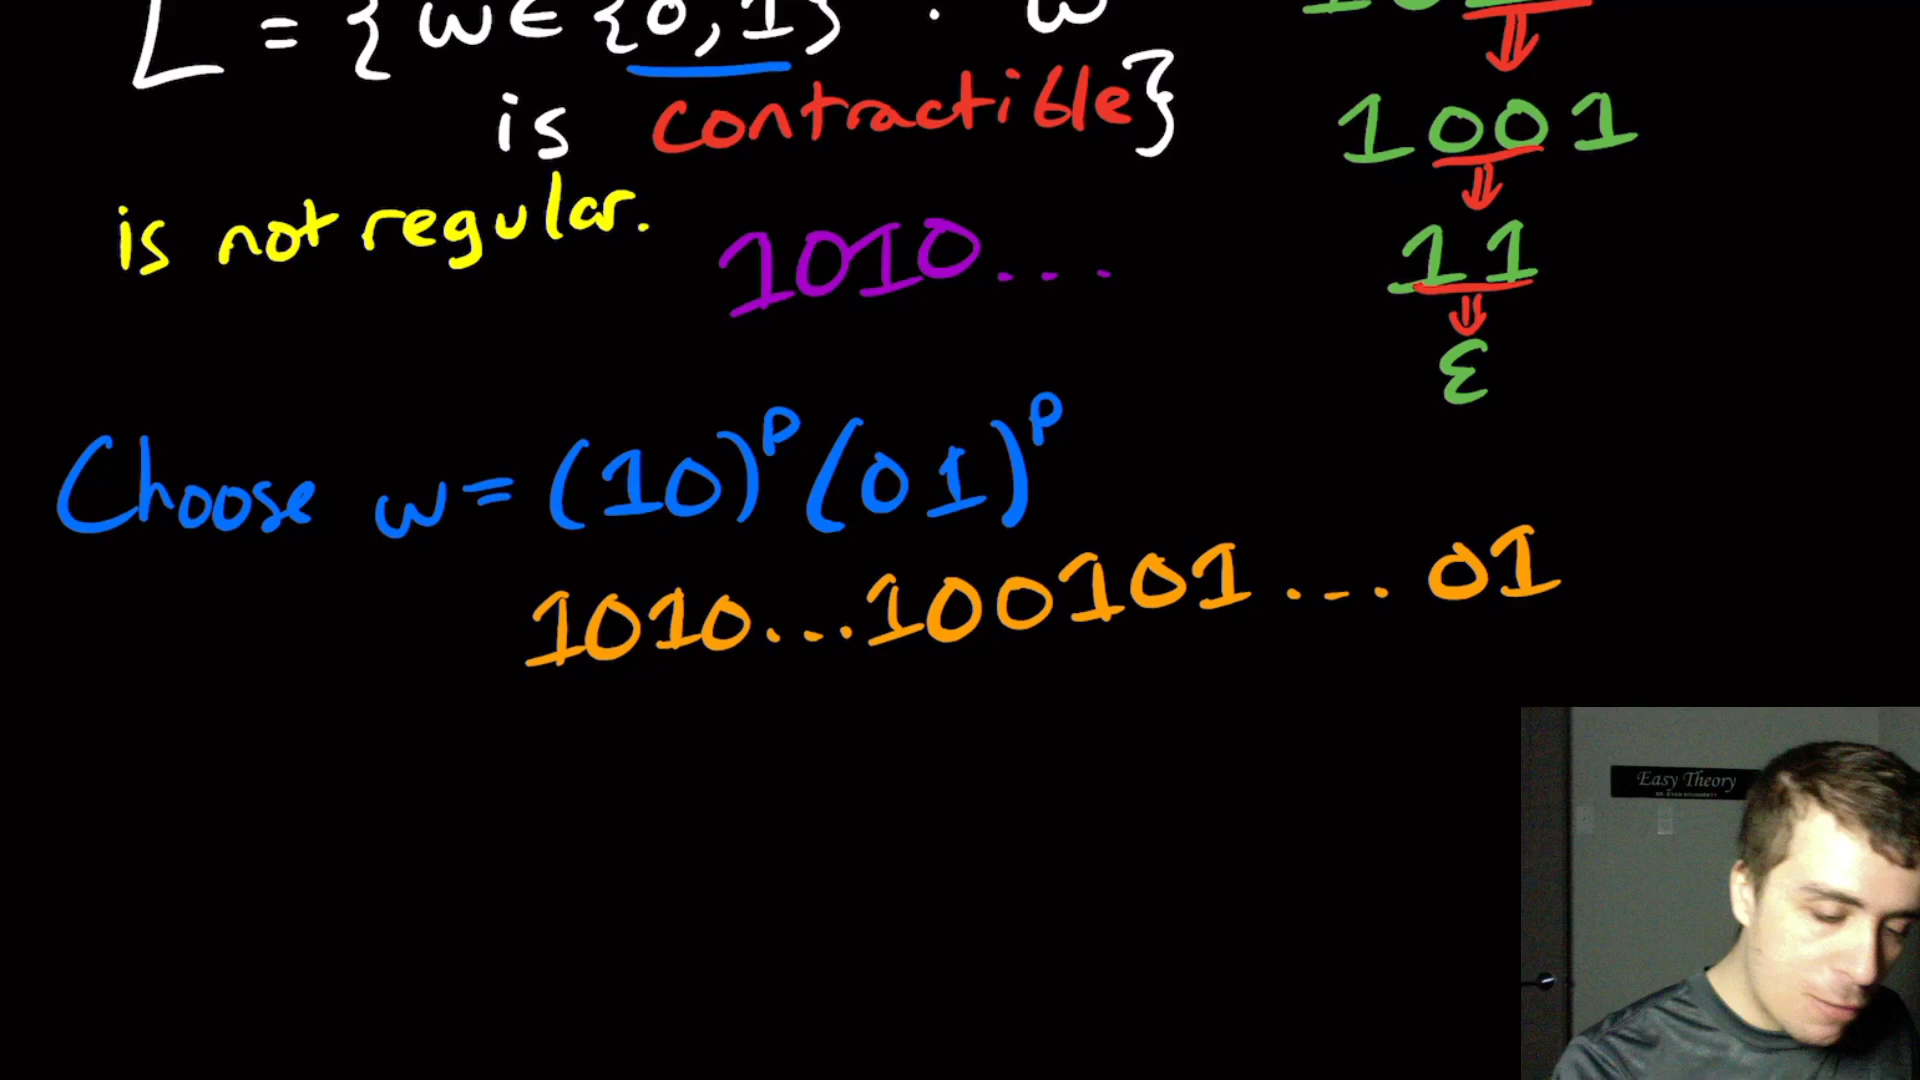 L = {w ∈ {0,1} : w
is contractible}
is not regular.
1010...
1001
11
ε
Choose w = (10)^p (01)^p
1010...100101...01
Easy Theory